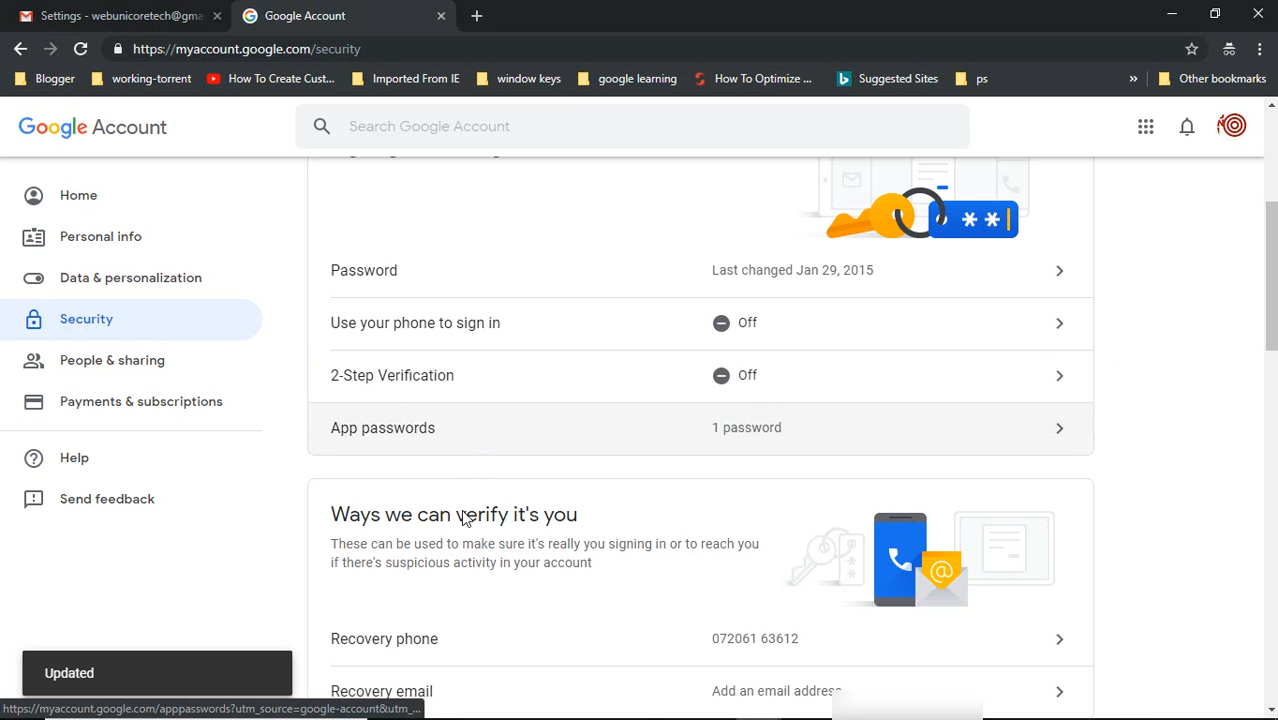 Settings - webunicoretech@gma
Google Account
https://myaccount.google.com/security
Blogger
working-torrent
How To Create Cust...
Imported From IE
window keys
google learning
How To Optimize ...
Suggested Sites
ps
»
Other bookmarks
Google Account
Search Google Account
Home
Personal info
Data & personalization
Security
People & sharing
Payments & subscriptions
Help
Send feedback
* *
Password
Last changed Jan 29, 2015
Use your phone to sign in
Off
2-Step Verification
Off
App passwords
1 password
Ways we can verify it's you
These can be used to make sure it's really you signing in or to reach you
if there's suspicious activity in your account
@
Recovery phone
072061 63612
Recovery email
Add an email address
Updated
https://myaccount.google.com/apppasswords?utm_source=google-account&utm_...